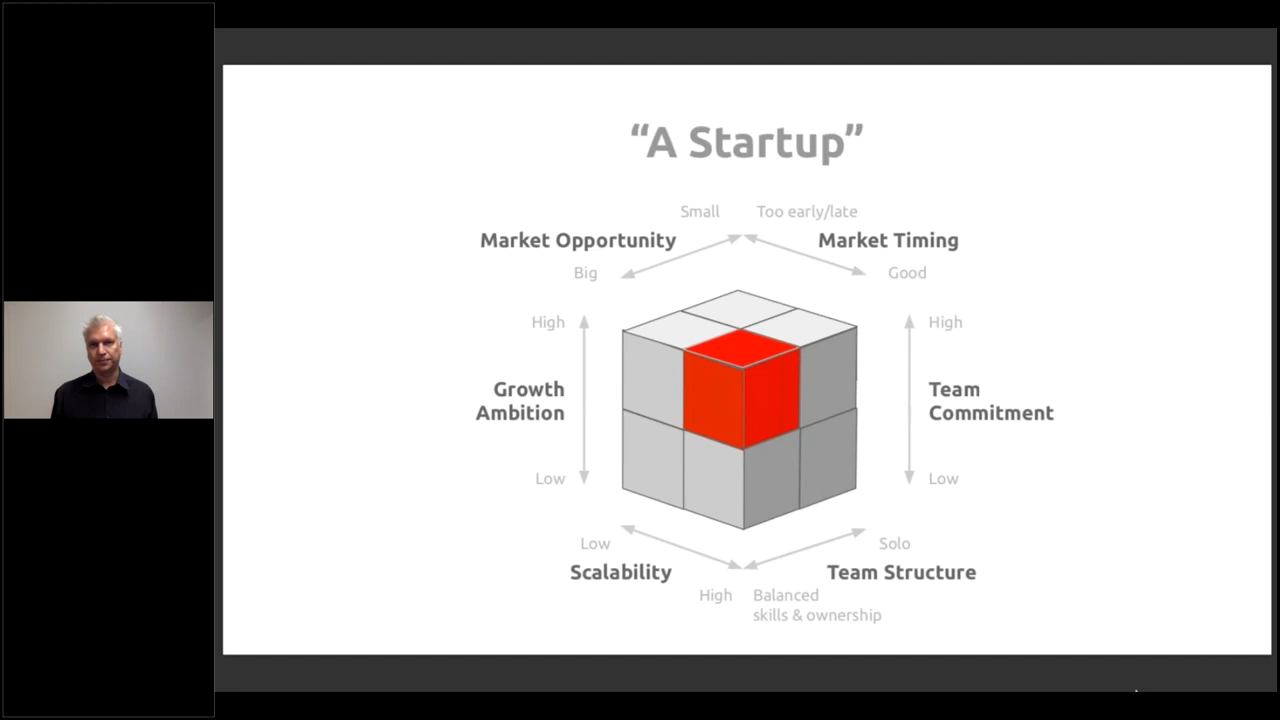 “A Startup”
Small
Too early/late
Market Opportunity
Market Timing
Big
Good
High
High
Growth
Ambition
Team
Commitment
Low
Low
Low
Solo
Scalability
Team Structure
High
Balanced
skills & ownership